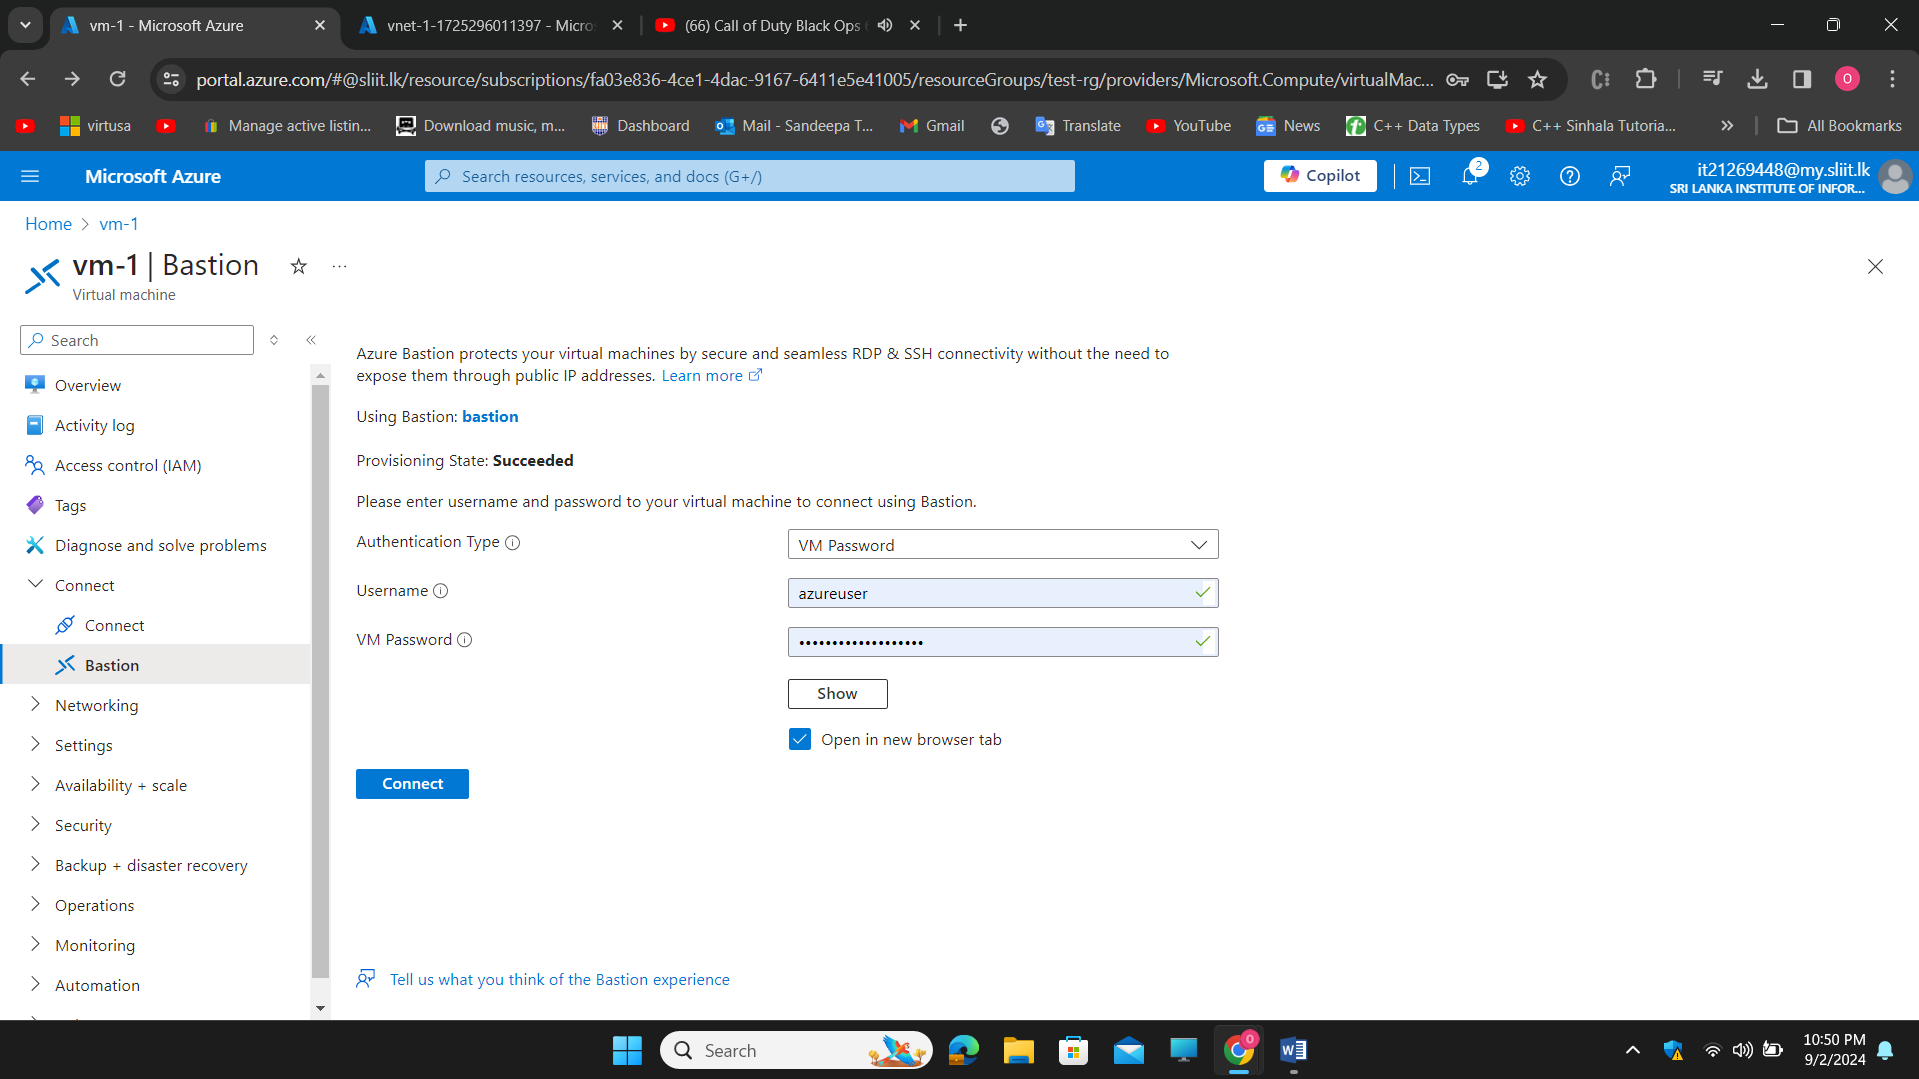 vm-1 - Microsoft Azure
vnet-1-1725296011397 - Micro
(66) Call of Duty Black Ops
portal.azure.com/#@sliit.lk/resource/subscriptions/fa03e836-4ce1-4dac-9167-6411e5e41005/resourceGroups/test-rg/providers/Microsoft.Compute/virtualMac...
O
virtusa
Manage active listin...
Download music, m...
Dashboard
Mail - Sandeepa T...
Gmail
Translate
YouTube
News
C++ Data Types
C++ Sinhala Tutoria...
All Bookmarks
Microsoft Azure
Search resources, services, and docs (G+/)
Copilot
2
it21269448@my.sliit.lk
SRI LANKA INSTITUTE OF INFOR...
Home > vm-1
vm-1 | Bastion
Virtual machine
Search
Overview
Activity log
Access control (IAM)
Tags
Diagnose and solve problems
Connect
Connect
Bastion
Networking
Settings
Availability + scale
Security
Backup + disaster recovery
Operations
Monitoring
Automation
Azure Bastion protects your virtual machines by secure and seamless RDP & SSH connectivity without the need to
expose them through public IP addresses. Learn more
Using Bastion: bastion
Provisioning State: Succeeded
Please enter username and password to your virtual machine to connect using Bastion.
Authentication Type
VM Password
Username
azureuser
VM Password
•••••••••••••••••••
Show
Open in new browser tab
Connect
Tell us what you think of the Bastion experience
Search
10:50 PM
9/2/2024